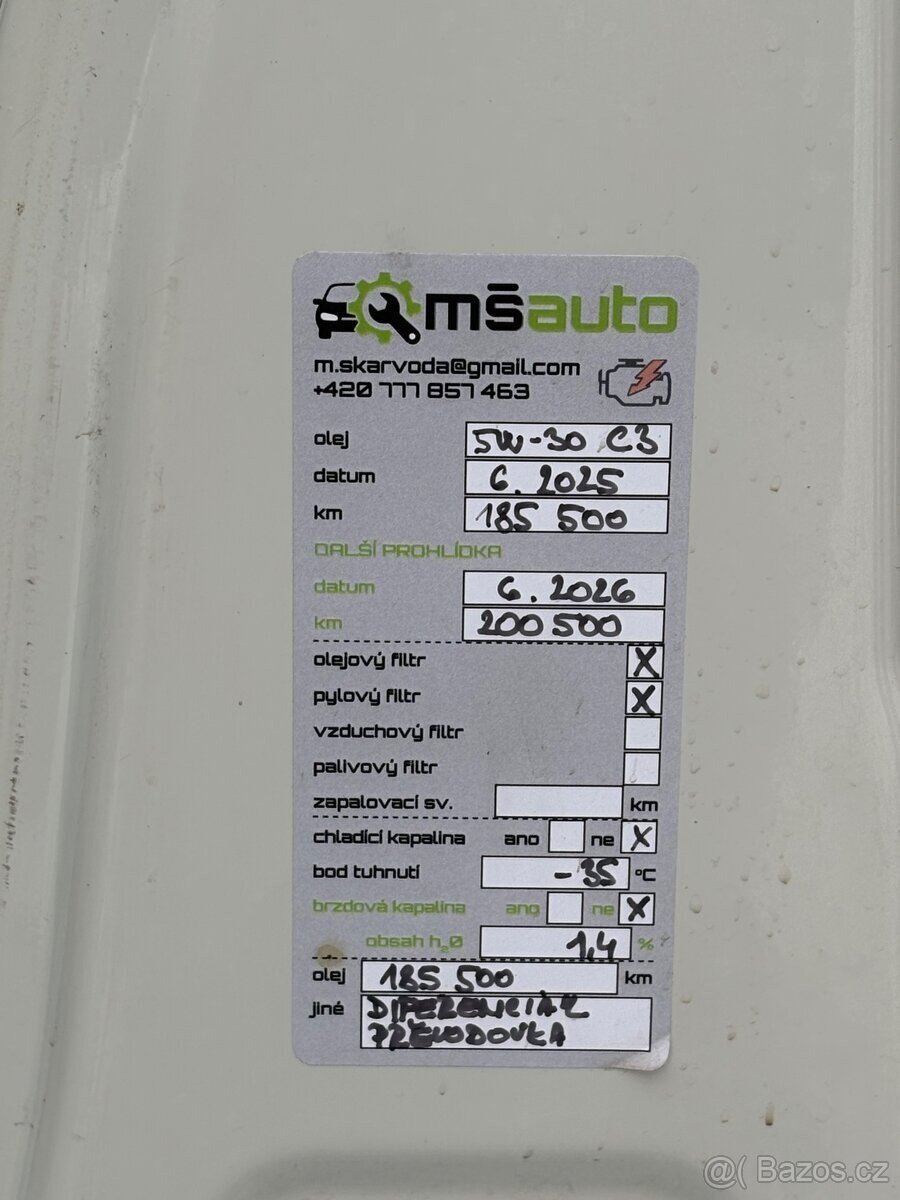 mšauto
m.skarvoda@gmail.com
+420 777 857 463
olej 5W-30 C3
datum 6. 2025
km 185 500
DALŠÍ PROHLÍDKA
datum 6. 2026
km 200 500
olejový filtr X
pylový filtr X
vzduchový filtr
palivový filtr
zapalovací sv. km
chladící kapalina ano ne X
bod tuhnutí -35 °C
brzdová kapalina ano ne X
obsah h₂0 1,4 %
olej 185 500 km
jiné DIFERENCIÁL
PŘEVODOVKA
@( Bazos.cz